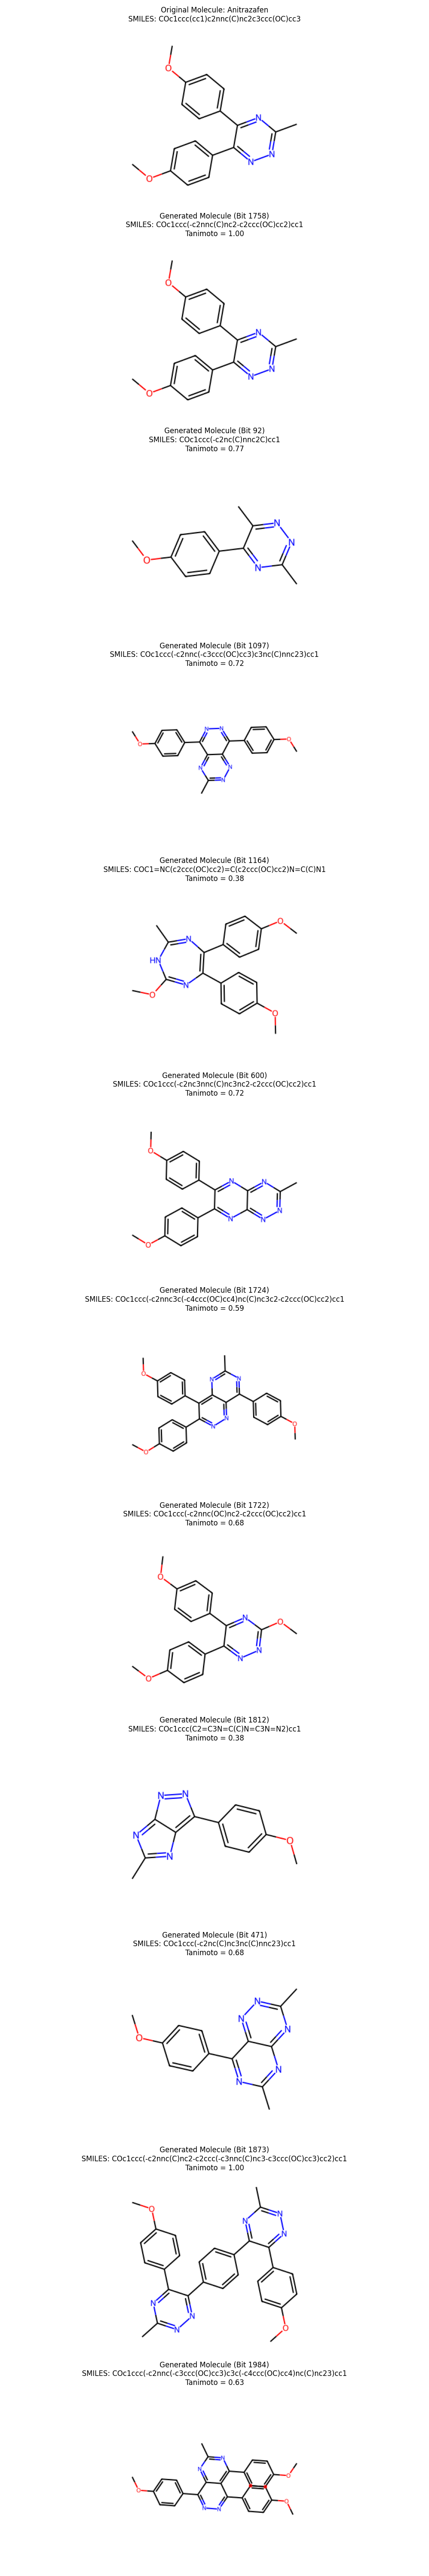 Original Molecule: Anitrazafen
SMILES: COc1ccc(cc1)c2nnc(C)nc2c3ccc(OC)cc3
O
N
N
N
O
Generated Molecule (Bit 1758)
SMILES: COc1ccc(-c2nnc(C)nc2-c2ccc(OC)cc2)cc1
Tanimoto = 1.00
O
N
N
N
O
Generated Molecule (Bit 92)
SMILES: COc1ccc(-c2nc(C)nnc2C)cc1
Tanimoto = 0.77
N
N
O
N
Generated Molecule (Bit 1097)
SMILES: COc1ccc(-c2nnc(-c3ccc(OC)cc3)c3nc(C)nnc23)cc1
Tanimoto = 0.72
N N
O O
N N
N
Generated Molecule (Bit 1164)
SMILES: COC1=NC(c2ccc(OC)cc2)=C(c2ccc(OC)cc2)N=C(C)N1
Tanimoto = 0.38
O
N
HN
N
O
O
Generated Molecule (Bit 600)
SMILES: COc1ccc(-c2nc3nnc(C)nc3nc2-c2ccc(OC)cc2)cc1
Tanimoto = 0.72
O
N N
N
N N
O
Generated Molecule (Bit 1724)
SMILES: COc1ccc(-c2nnc3c(-c4ccc(OC)cc4)nc(C)nc3c2-c2ccc(OC)cc2)cc1
Tanimoto = 0.59
O
N N
N
N
O O
Generated Molecule (Bit 1722)
SMILES: COc1ccc(-c2nnc(OC)nc2-c2ccc(OC)cc2)cc1
Tanimoto = 0.68
O
N O
N
N
O
Generated Molecule (Bit 1812)
SMILES: COc1ccc(C2=C3N=C(C)N=C3N=N2)cc1
Tanimoto = 0.38
N N
N
O
N
Generated Molecule (Bit 471)
SMILES: COc1ccc(-c2nc(C)nc3nc(C)nnc23)cc1
Tanimoto = 0.68
N
N
O N
N
N
Generated Molecule (Bit 1873)
SMILES: COc1ccc(-c2nnc(C)nc2-c2ccc(-c3nnc(C)nc3-c3ccc(OC)cc3)cc2)cc1
Tanimoto = 1.00
O
N N
N
N
N
N
O
Generated Molecule (Bit 1984)
SMILES: COc1ccc(-c2nnc(-c3ccc(OC)cc3)c3c(-c4ccc(OC)cc4)nc(C)nc23)cc1
Tanimoto = 0.63
N
N
O
O
O
N N